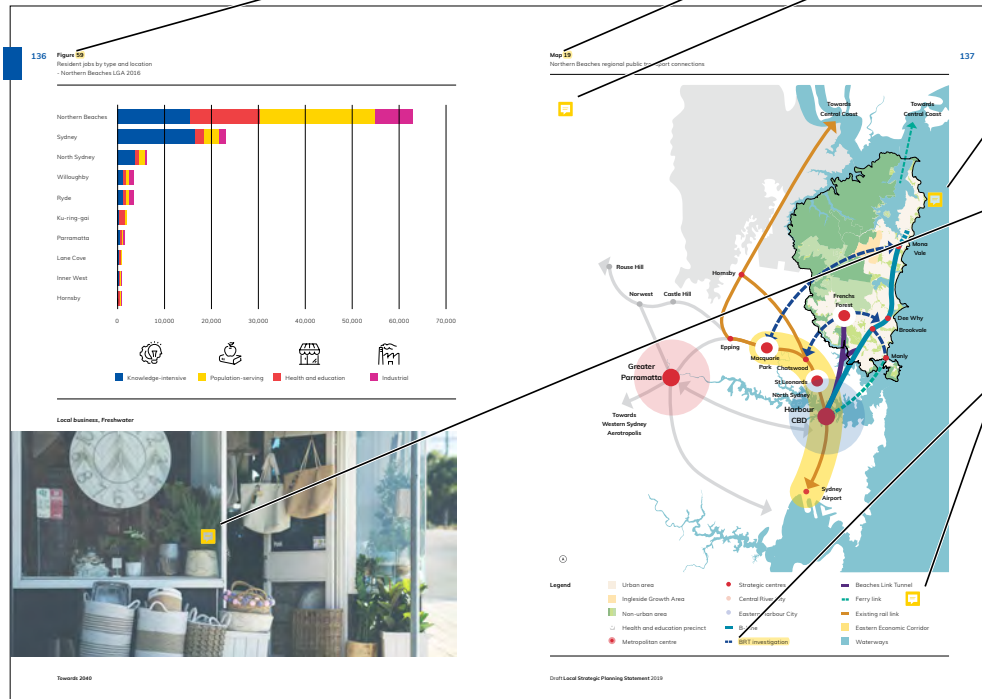 136
Figure 59
Resident jobs by type and location
- Northern Beaches LGA 2016
Northern Beaches
Sydney
North Sydney
Willoughby
Ryde
Ku-ring-gai
Parramatta
Lane Cove
Inner West
Hornsby
0
10,000
20,000
30,000
40,000
50,000
60,000
70,000
Knowledge-intensive
Population-serving
Health and education
Industrial
Local business, Freshwater
Towards 2040
Map 19
137
Northern Beaches regional public transport connections
Towards
Central Coast
Towards
Central Coast
Mona
Vale
Rouse Hill
Hornsby
Norwest
Castle Hill
Frenchs
Forest
Dee Why
Brookvale
Epping
Macquarie
Park
Chatswood
Manly
Greater
Parramatta
St Leonards
North Sydney
Harbour
CBD
Towards
Western Sydney
Aerotropolis
Sydney
Airport
Legend
Urban area
Ingleside Growth Area
Non-urban area
Health and education precinct
Metropolitan centre
Strategic centres
Central River City
Eastern Harbour City
B-Line
BRT investigation
Beaches Link Tunnel
Ferry link
Existing rail link
Eastern Economic Corridor
Waterways
Draft Local Strategic Planning Statement 2019